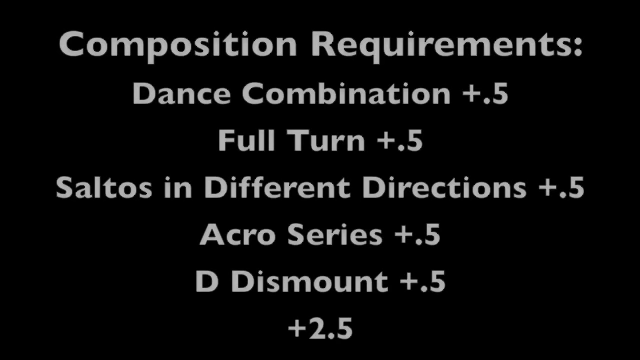 Composition Requirements:
Dance Combination +.5
Full Turn +.5
Saltos in Different Directions +.5
Acro Series +.5
D Dismount +.5
+2.5